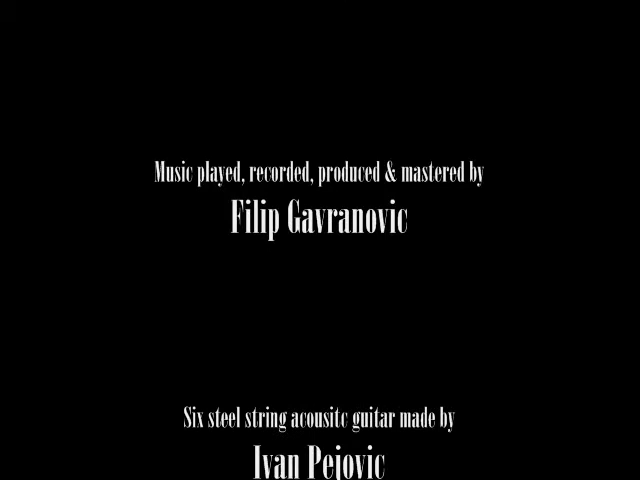 Music played, recorded, produced & mastered by
Filip Gavranovic
Six steel string acousitc guitar made by
Ivan Pejovic